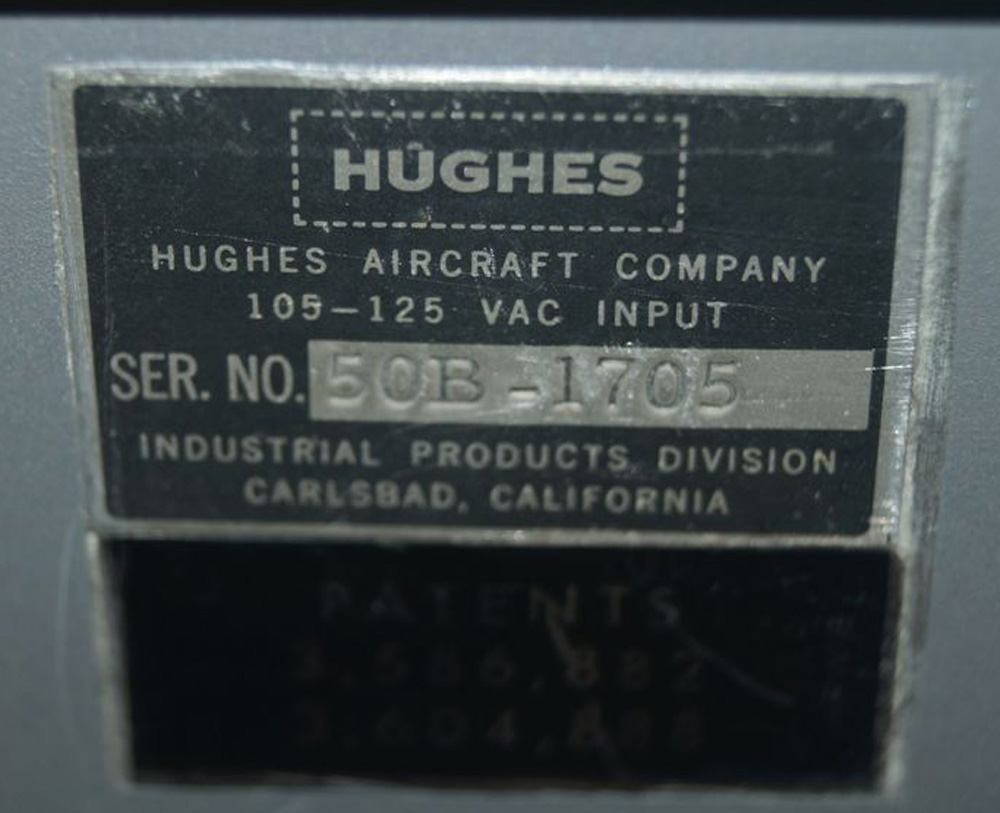 HUGHES
HUGHES AIRCRAFT COMPANY
105-125 VAC INPUT
SER. NO. 50B-1705
INDUSTRIAL PRODUCTS DIVISION
CARLSBAD, CALIFORNIA
PATENTS